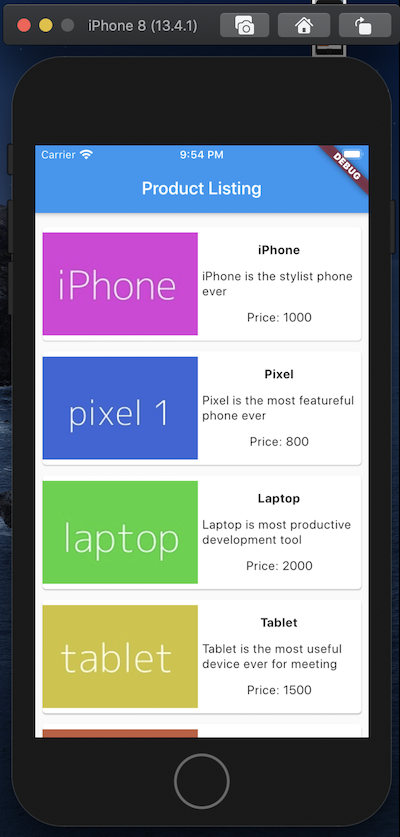 iPhone 8 (13.4.1)
Carrier
9:54 PM
DEBUG
Product Listing
iPhone
iPhone
iPhone is the stylist phone
ever
Price: 1000
pixel 1
Pixel
Pixel is the most featureful
phone ever
Price: 800
laptop
Laptop
Laptop is most productive
development tool
Price: 2000
tablet
Tablet
Tablet is the most useful
device ever for meeting
Price: 1500